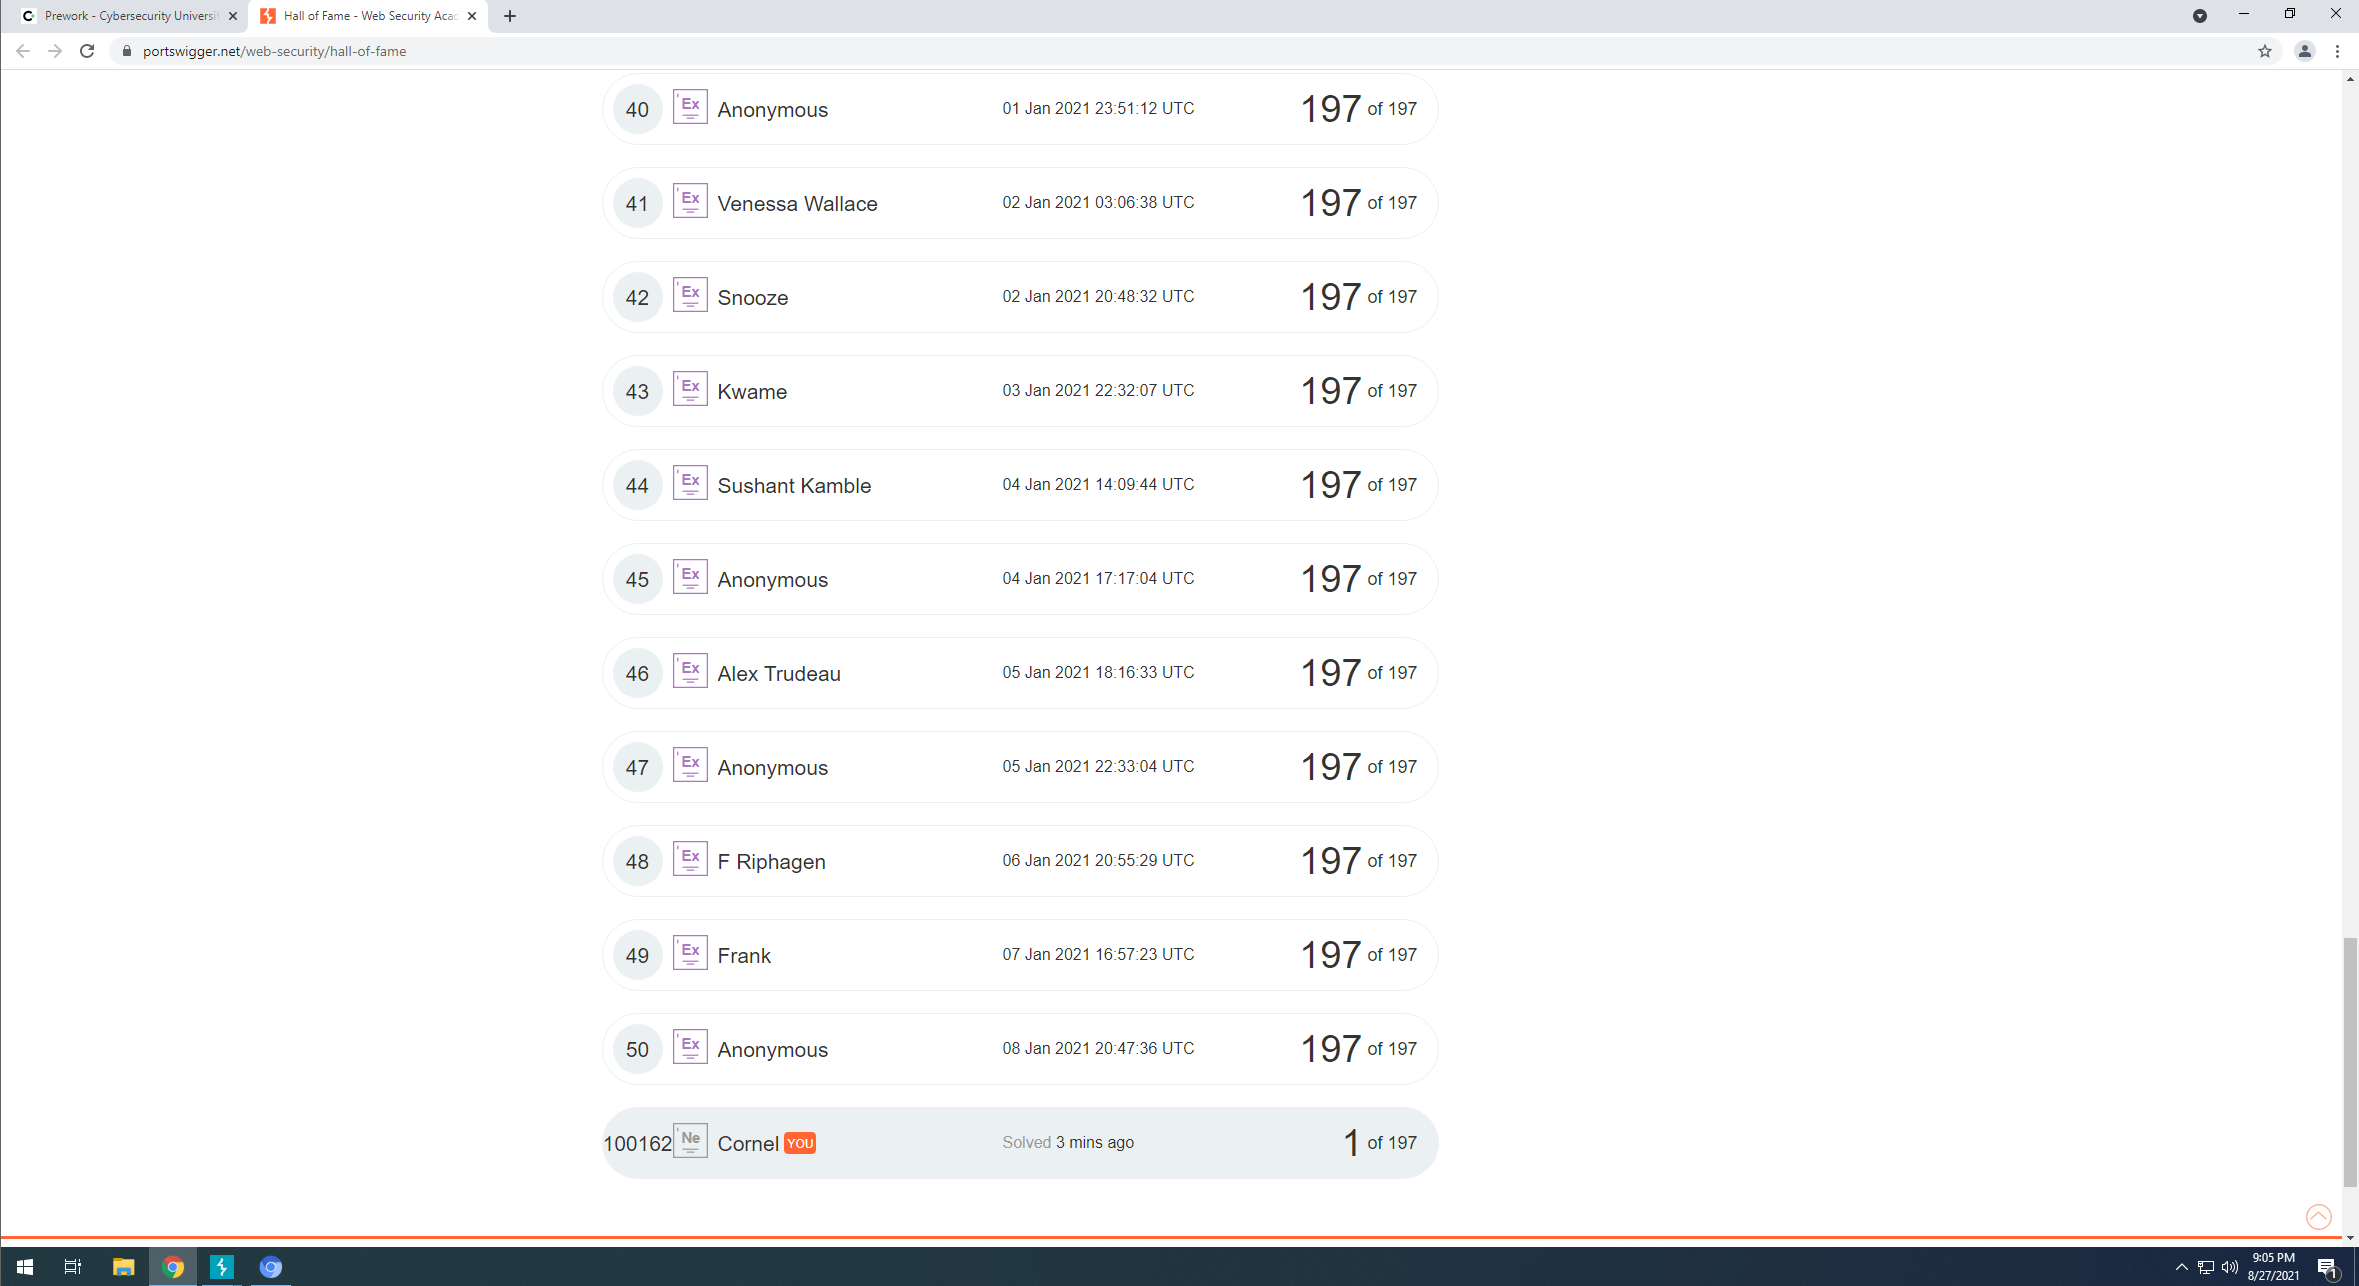 Prework - Cybersecurity Universit
Hall of Fame - Web Security Acac
portswigger.net/web-security/hall-of-fame
40 'Ex Anonymous 01 Jan 2021 23:51:12 UTC 197 of 197
41 'Ex Venessa Wallace 02 Jan 2021 03:06:38 UTC 197 of 197
42 'Ex Snooze 02 Jan 2021 20:48:32 UTC 197 of 197
43 'Ex Kwame 03 Jan 2021 22:32:07 UTC 197 of 197
44 'Ex Sushant Kamble 04 Jan 2021 14:09:44 UTC 197 of 197
45 'Ex Anonymous 04 Jan 2021 17:17:04 UTC 197 of 197
46 'Ex Alex Trudeau 05 Jan 2021 18:16:33 UTC 197 of 197
47 'Ex Anonymous 05 Jan 2021 22:33:04 UTC 197 of 197
48 'Ex F Riphagen 06 Jan 2021 20:55:29 UTC 197 of 197
49 'Ex Frank 07 Jan 2021 16:57:23 UTC 197 of 197
50 'Ex Anonymous 08 Jan 2021 20:47:36 UTC 197 of 197
100162 'Ne Cornel YOU Solved 3 mins ago 1 of 197
9:05 PM
8/27/2021
1